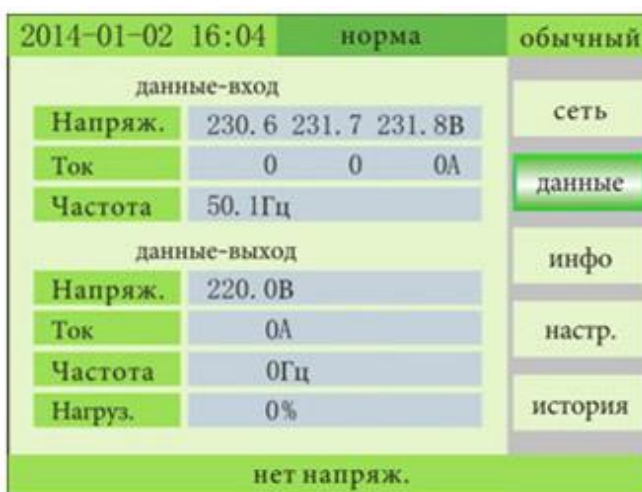 2014-01-02 16:04 норма обычный
данные-вход
Напряж. 230.6 231.7 231.8В
Ток 0 0 0А
Частота 50.1Гц
данные-выход
Напряж. 220.0В
Ток 0А
Частота 0Гц
Нагруз. 0%
нет напряж.
сеть
данные
инфо
настр.
история